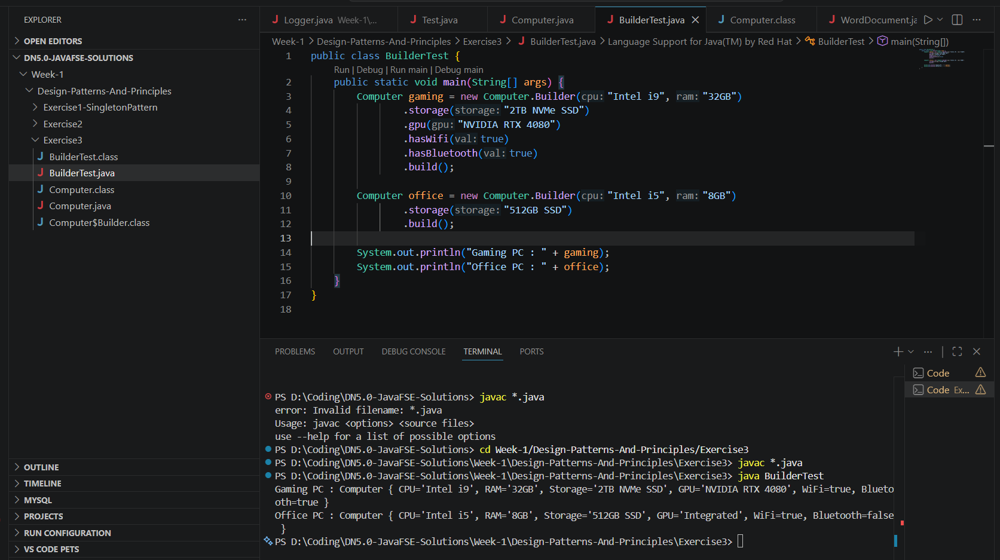 EXPLORER
OPEN EDITORS
DN5.0-JAVAFSE-SOLUTIONS
Week-1
Design-Patterns-And-Principles
Exercise1-SingletonPattern
Exercise2
Exercise3
BuilderTest.class
BuilderTest.java
Computer.class
Computer.java
Computer$Builder.class
OUTLINE
TIMELINE
MYSQL
PROJECTS
RUN CONFIGURATION
VS CODE PETS
Logger.java Week-1\... Test.java Computer.java BuilderTest.java Computer.class WordDocument.ja
Week-1 > Design-Patterns-And-Principles > Exercise3 > BuilderTest.java > Language Support for Java(TM) by Red Hat > BuilderTest > main(String[])
1 public class BuilderTest {
Run | Debug | Run main | Debug main
2 public static void main(String[] args) {
3 Computer gaming = new Computer.Builder(cpu: "Intel i9", ram: "32GB")
4 .storage(storage: "2TB NVMe SSD")
5 .gpu(gpu: "NVIDIA RTX 4080")
6 .hasWifi(val: true)
7 .hasBluetooth(val: true)
8 .build();
9
10 Computer office = new Computer.Builder(cpu: "Intel i5", ram: "8GB")
11 .storage(storage: "512GB SSD")
12 .build();
13
14 System.out.println("Gaming PC : " + gaming);
15 System.out.println("Office PC : " + office);
16 }
17 }
18
PROBLEMS OUTPUT DEBUG CONSOLE TERMINAL PORTS
PS D:\Coding\DN5.0-JavaFSE-Solutions> javac *.java
error: Invalid filename: *.java
Usage: javac <options> <source files>
use --help for a list of possible options
PS D:\Coding\DN5.0-JavaFSE-Solutions> cd Week-1/Design-Patterns-And-Principles/Exercise3
PS D:\Coding\DN5.0-JavaFSE-Solutions\Week-1\Design-Patterns-And-Principles\Exercise3> javac *.java
PS D:\Coding\DN5.0-JavaFSE-Solutions\Week-1\Design-Patterns-And-Principles\Exercise3> java BuilderTest
Gaming PC : Computer { CPU='Intel i9', RAM='32GB', Storage='2TB NVMe SSD', GPU='NVIDIA RTX 4080', WiFi=true, Blueto
oth=true }
Office PC : Computer { CPU='Intel i5', RAM='8GB', Storage='512GB SSD', GPU='Integrated', WiFi=true, Bluetooth=false
}
PS D:\Coding\DN5.0-JavaFSE-Solutions\Week-1\Design-Patterns-And-Principles\Exercise3>
Code
Code Ex...